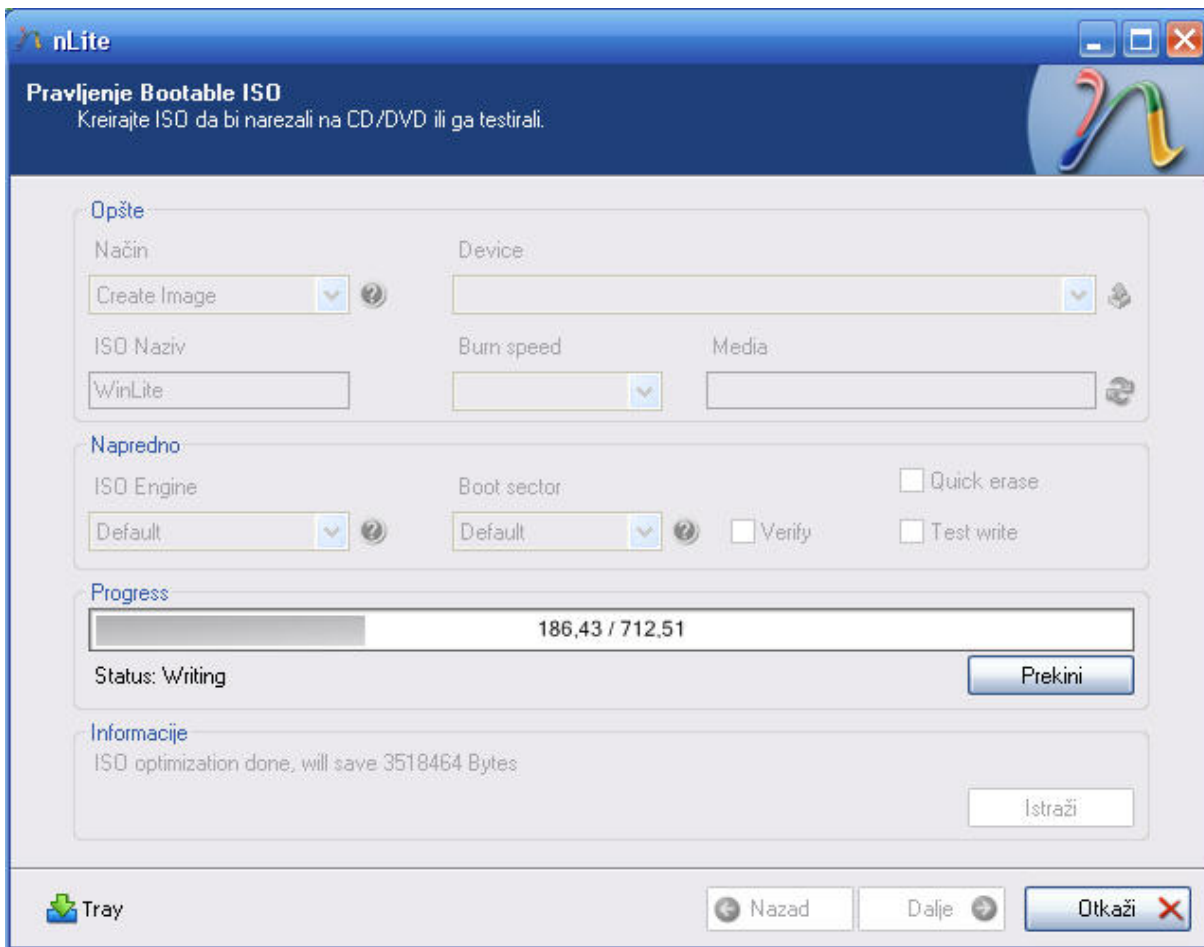 nLite
Pravljenje Bootable ISO
Kreirajte ISO da bi narezali na CD/DVD ili ga testirali.
Opšte
Način Device
Create Image
ISO Naziv Burn speed Media
WinLite
Napredno
ISO Engine Boot sector Quick erase
Default Default Verify Test write
Progress
186,43 / 712,51
Status: Writing Prekini
Informacije
ISO optimization done, will save 3518464 Bytes
Istraži
Tray Nazad Dalje Otkaži